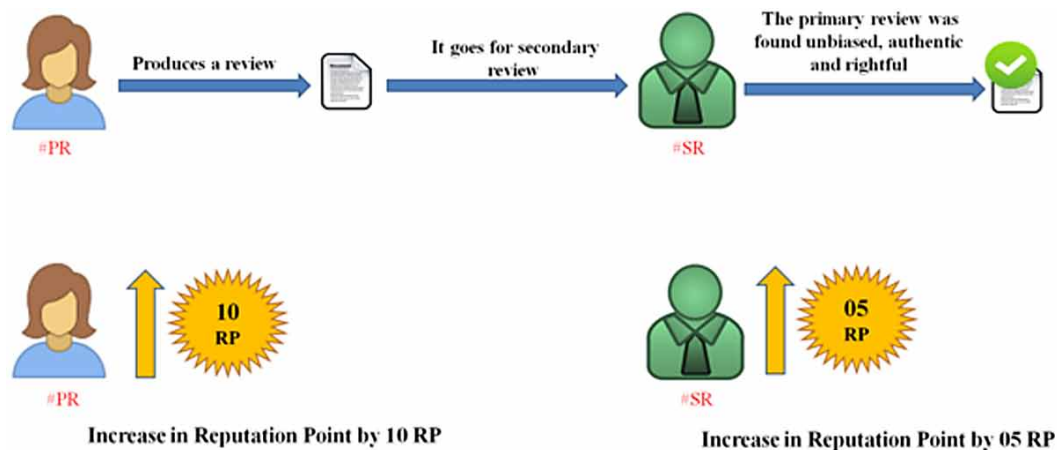 Produces a review
It goes for secondary
review
The primary review was
found unbiased, authentic
and rightful
#PR
#SR
10
RP
05
RP
#PR
#SR
Increase in Reputation Point by 10 RP
Increase in Reputation Point by 05 RP